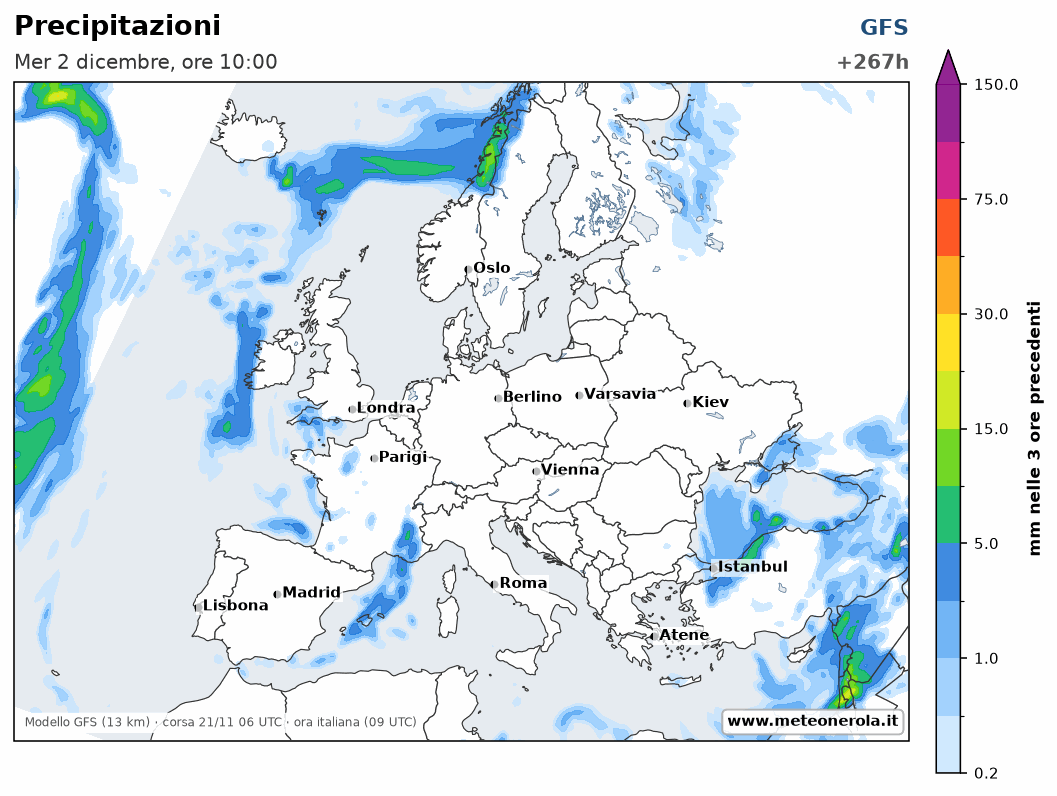 Precipitazioni
GFS
Mer 2 dicembre, ore 10:00
+267h
150.0
75.0
30.0
15.0
5.0
1.0
0.2
mm nelle 3 ore precedenti
Oslo
Berlino
Varsavia
Kiev
Londra
Parigi
Vienna
Istanbul
Roma
Madrid
Lisbona
Atene
Modello GFS (13 km) · corsa 21/11 06 UTC · ora italiana (09 UTC)
www.meteonerola.it